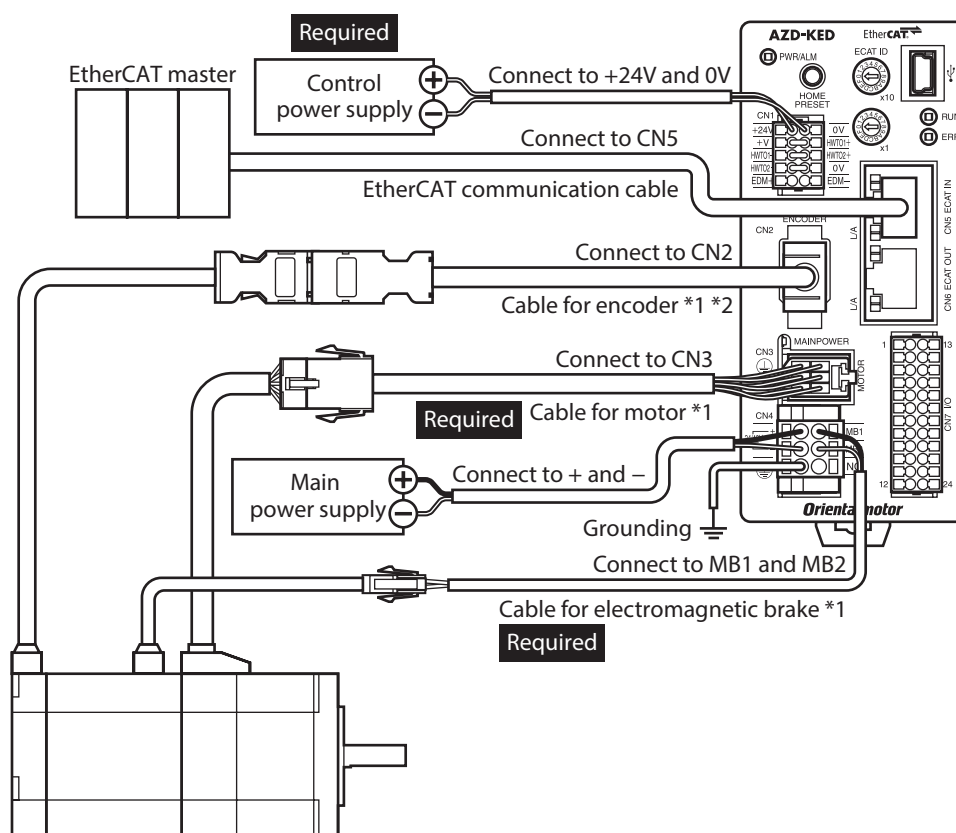 Required
EtherCAT master
Control
power supply
+
−
Connect to +24V and 0V
Connect to CN5
EtherCAT communication cable
Connect to CN2
Cable for encoder *1 *2
Connect to CN3
Required
Cable for motor *1
Main
power supply
+
−
Connect to + and −
Grounding
Connect to MB1 and MB2
Cable for electromagnetic brake *1
Required
AZD-KED
EtherCAT
PWR/ALM
ECAT ID
HOME
PRESET
x10
x1
RUN
ERR
CN1
+24V
0V
+V
HWTO1+
HWTO1-
HWTO2+
HWTO2-
0V
EDM+
EDM−
ENCODER
CN2
L/A
CN5 ECAT IN
L/A
CN6 ECAT OUT
MAINPOWER
CN3
MOTOR
CN4
MB1
1
13
CN7 I/O
12
24
Orientalmotor